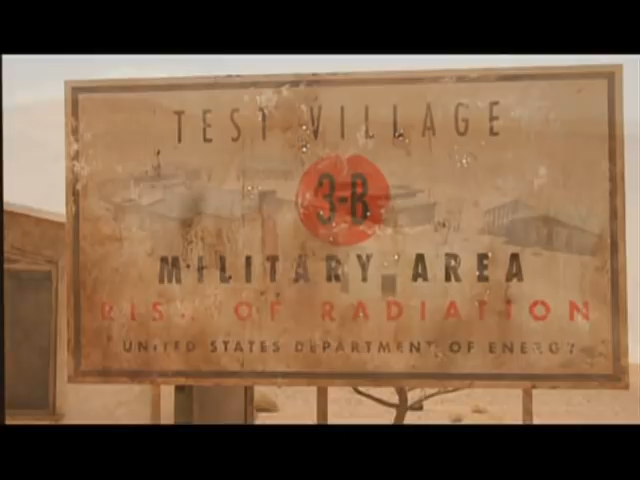 TEST VILLAGE
3-B
MILITARY AREA
RISK OF RADIATION
UNITED STATES DEPARTMENT OF ENERGY